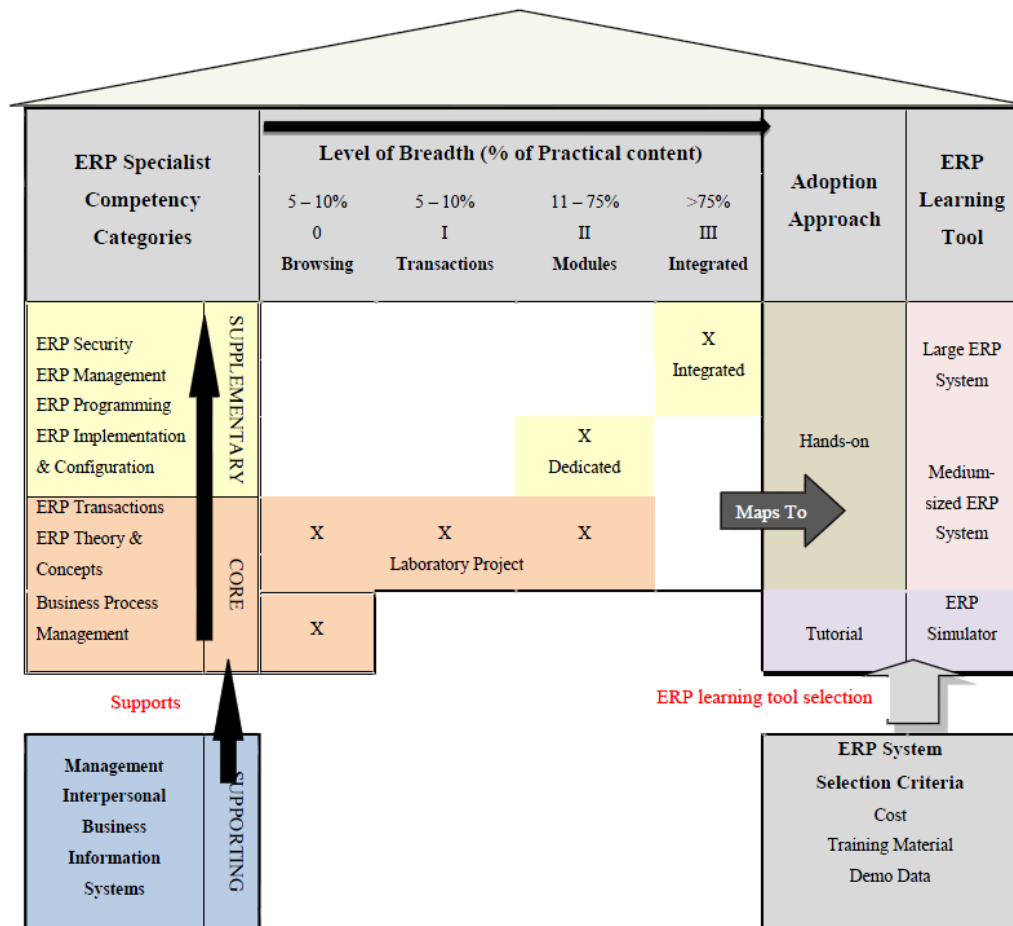 ERP Specialist
Competency
Categories
Level of Breadth (% of Practical content)
5 – 10%
0
Browsing
5 – 10%
I
Transactions
11 – 75%
II
Modules
>75%
III
Integrated
Adoption
Approach
ERP
Learning
Tool
ERP Security
ERP Management
ERP Programming
ERP Implementation
& Configuration
SUPPLEMENTARY
X
Integrated
X
Dedicated
Hands-on
Large ERP
System
Medium-
sized ERP
System
ERP Transactions
ERP Theory &
Concepts
Business Process
Management
CORE
X
X
X
Laboratory Project
X
Maps To
Tutorial
ERP
Simulator
Supports
ERP learning tool selection
Management
Interpersonal
Business
Information
Systems
SUPPORTING
ERP System
Selection Criteria
Cost
Training Material
Demo Data